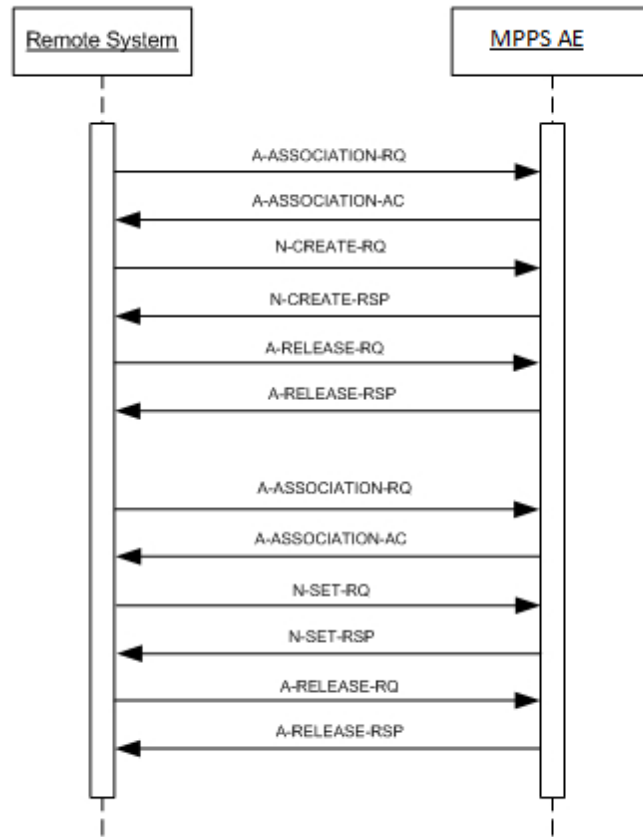 Remote System
MPPS AE
A-ASSOCIATION-RQ
A-ASSOCIATION-AC
N-CREATE-RQ
N-CREATE-RSP
A-RELEASE-RQ
A-RELEASE-RSP
A-ASSOCIATION-RQ
A-ASSOCIATION-AC
N-SET-RQ
N-SET-RSP
A-RELEASE-RQ
A-RELEASE-RSP